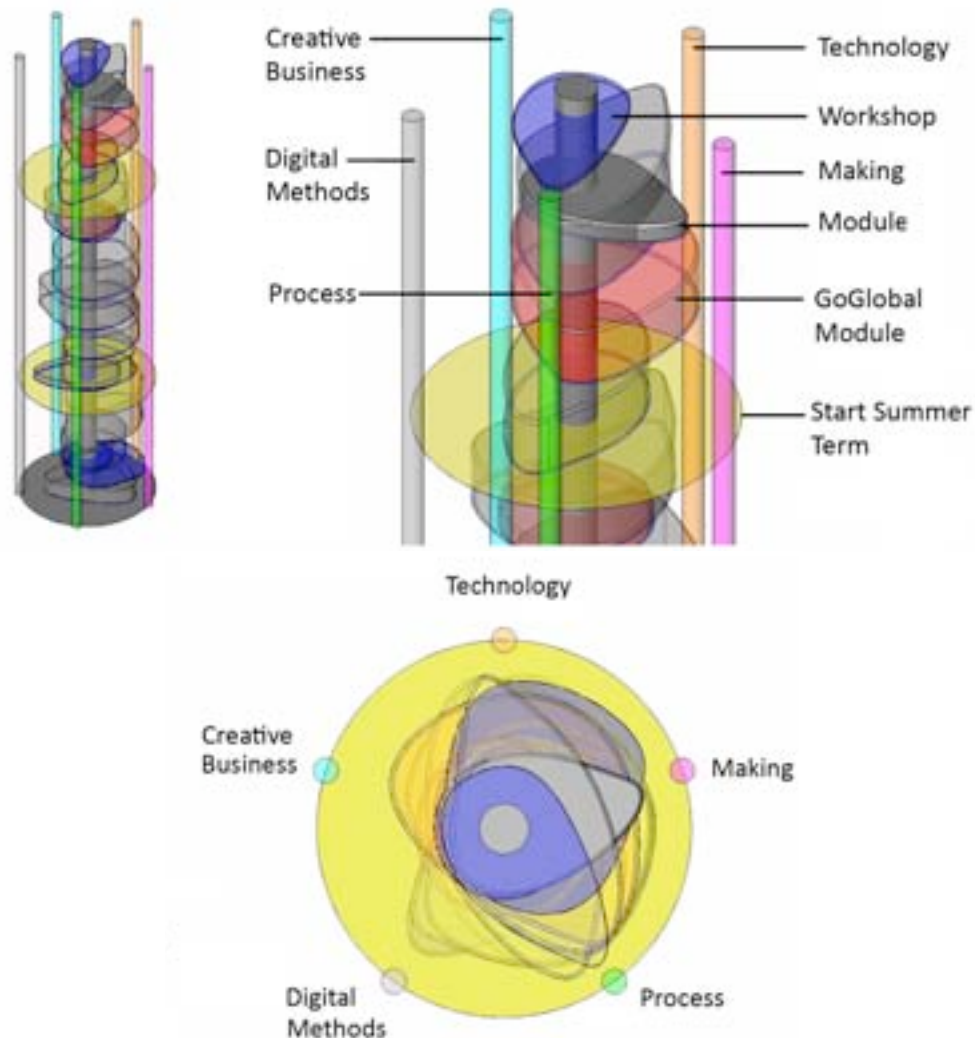 Creative
Business
Technology
Workshop
Digital
Methods
Making
Module
Process
GoGlobal
Module
Start Summer
Term
Technology
Creative
Business
Making
Digital
Methods
Process